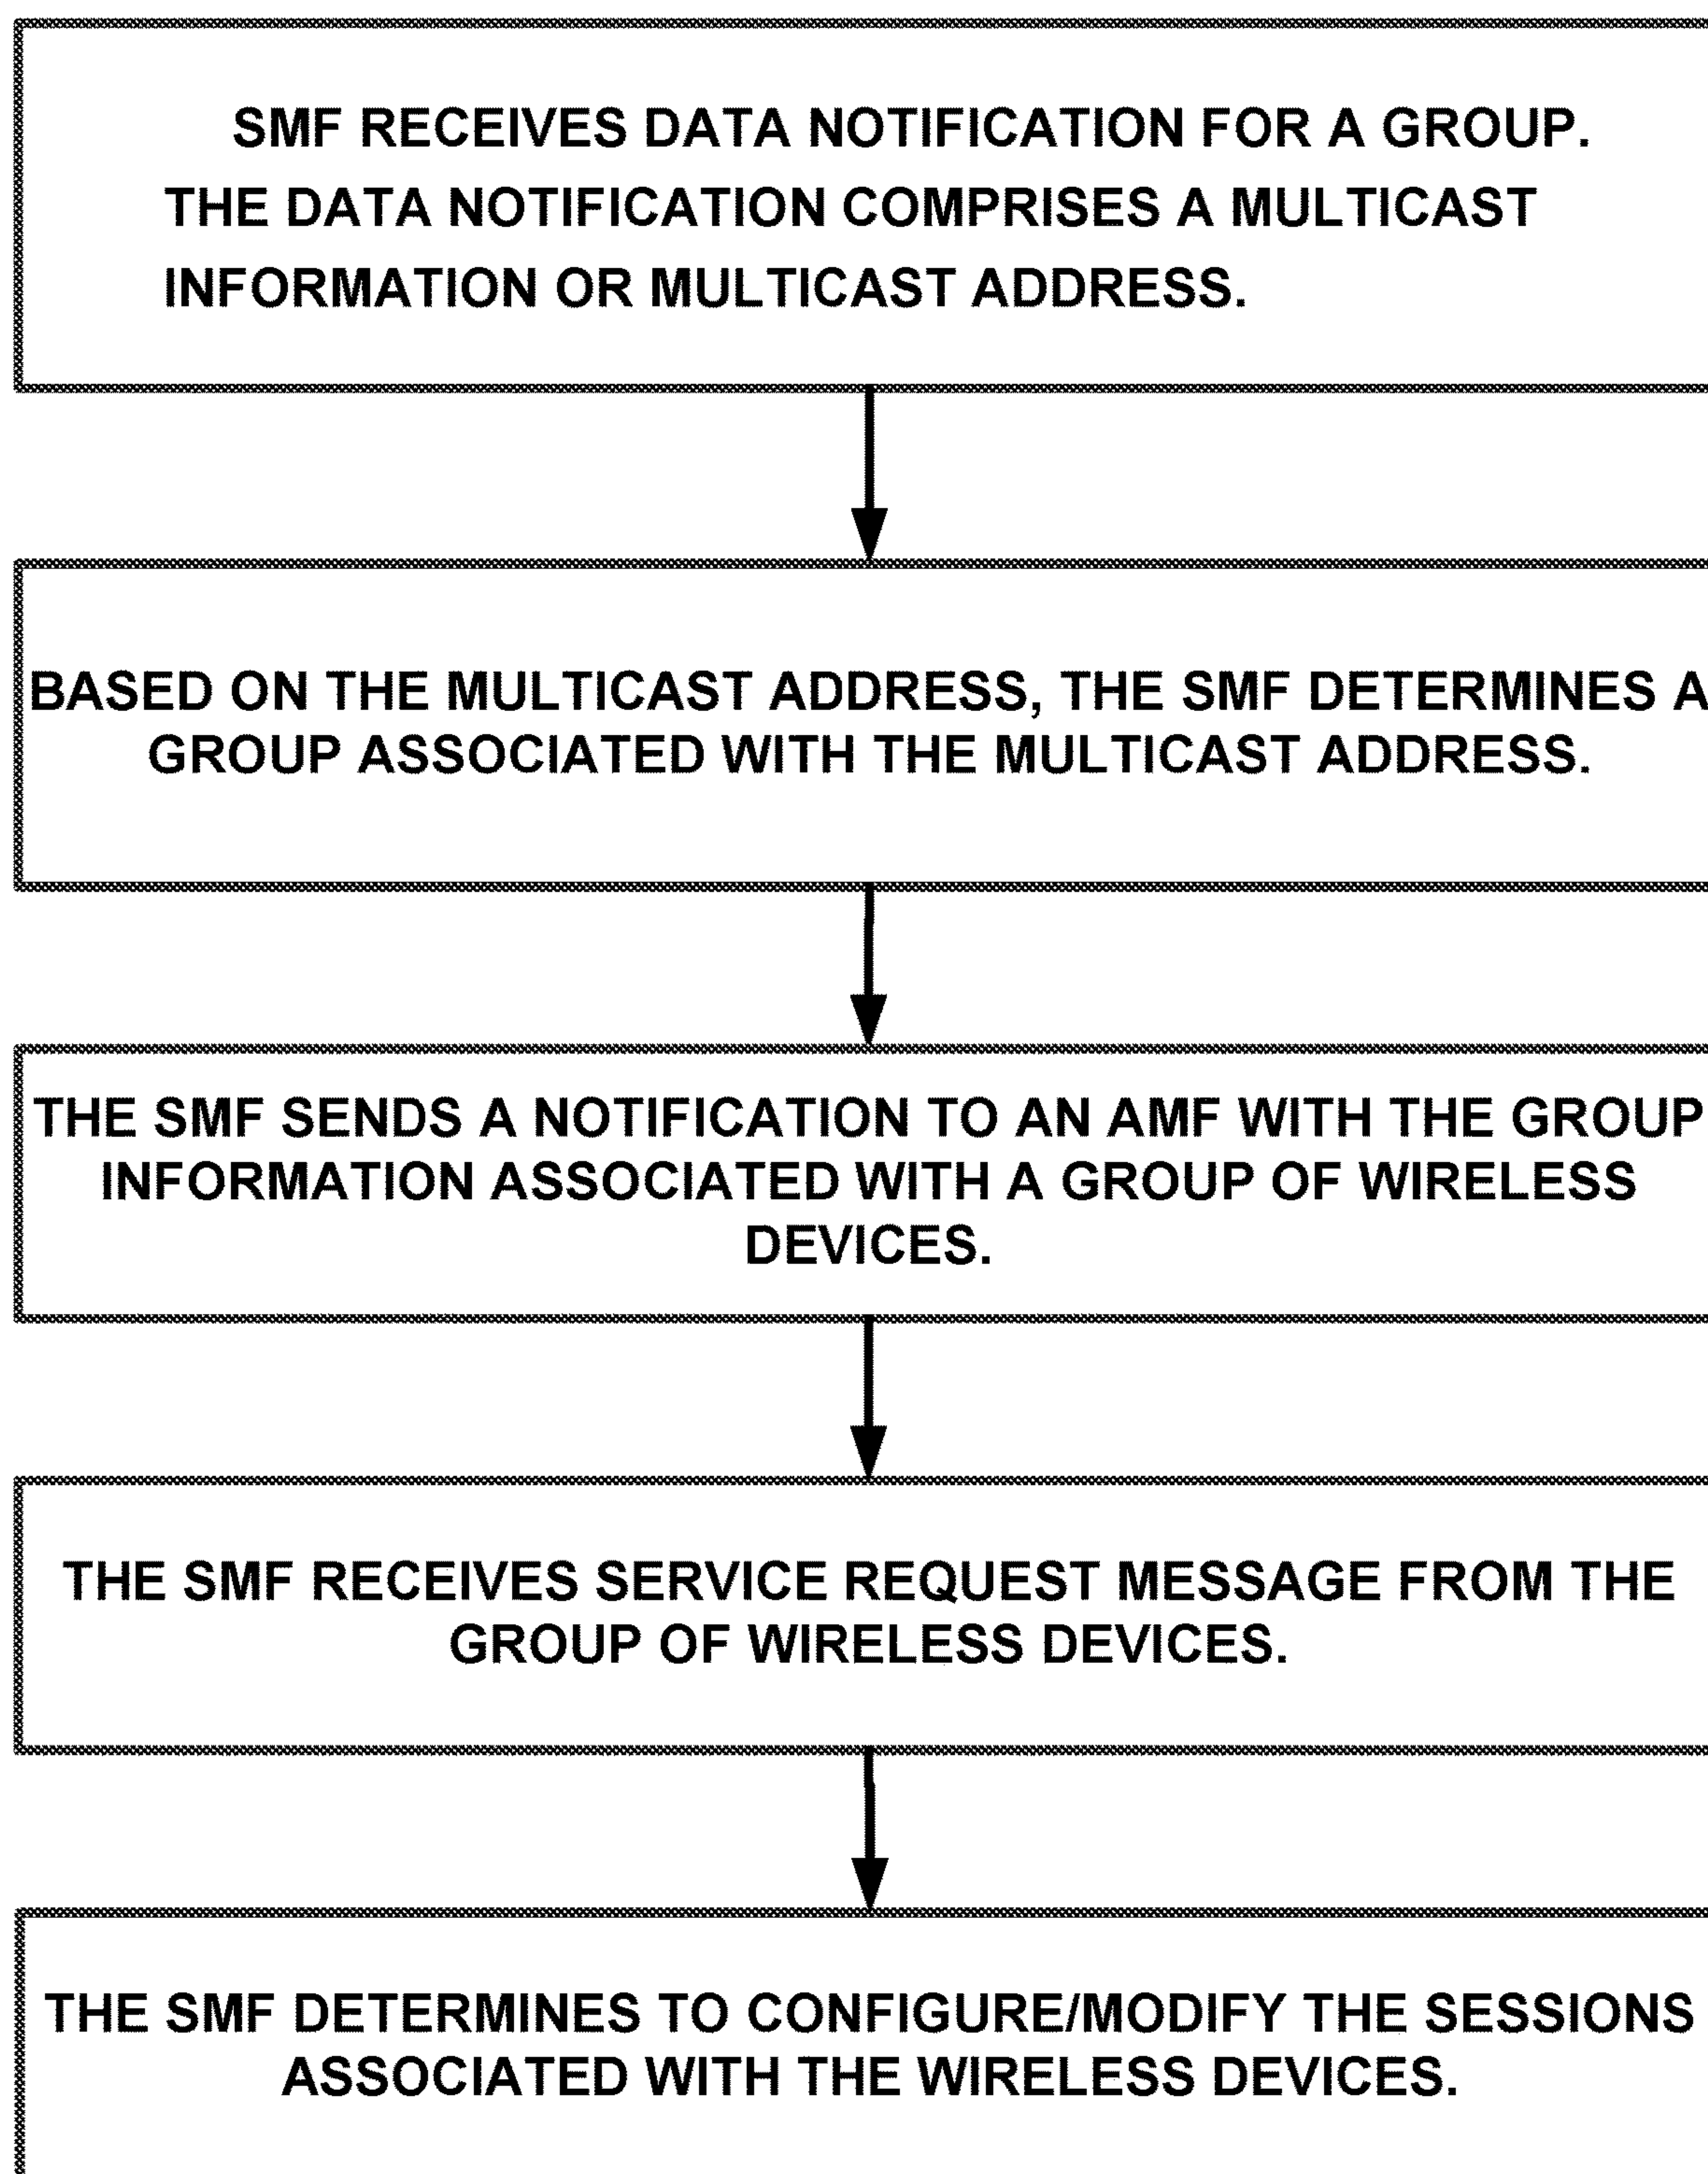 SMF RECEIVES DATA NOTIFICATION FOR A GROUP.
THE DATA NOTIFICATION COMPRISES A MULTICAST
INFORMATION OR MULTICAST ADDRESS.
BASED ON THE MULTICAST ADDRESS, THE SMF DETERMINES A
GROUP ASSOCIATED WITH THE MULTICAST ADDRESS.
THE SMF SENDS A NOTIFICATION TO AN AMF WITH THE GROUP
INFORMATION ASSOCIATED WITH A GROUP OF WIRELESS
DEVICES.
THE SMF RECEIVES SERVICE REQUEST MESSAGE FROM THE
GROUP OF WIRELESS DEVICES.
THE SMF DETERMINES TO CONFIGURE/MODIFY THE SESSIONS
ASSOCIATED WITH THE WIRELESS DEVICES.